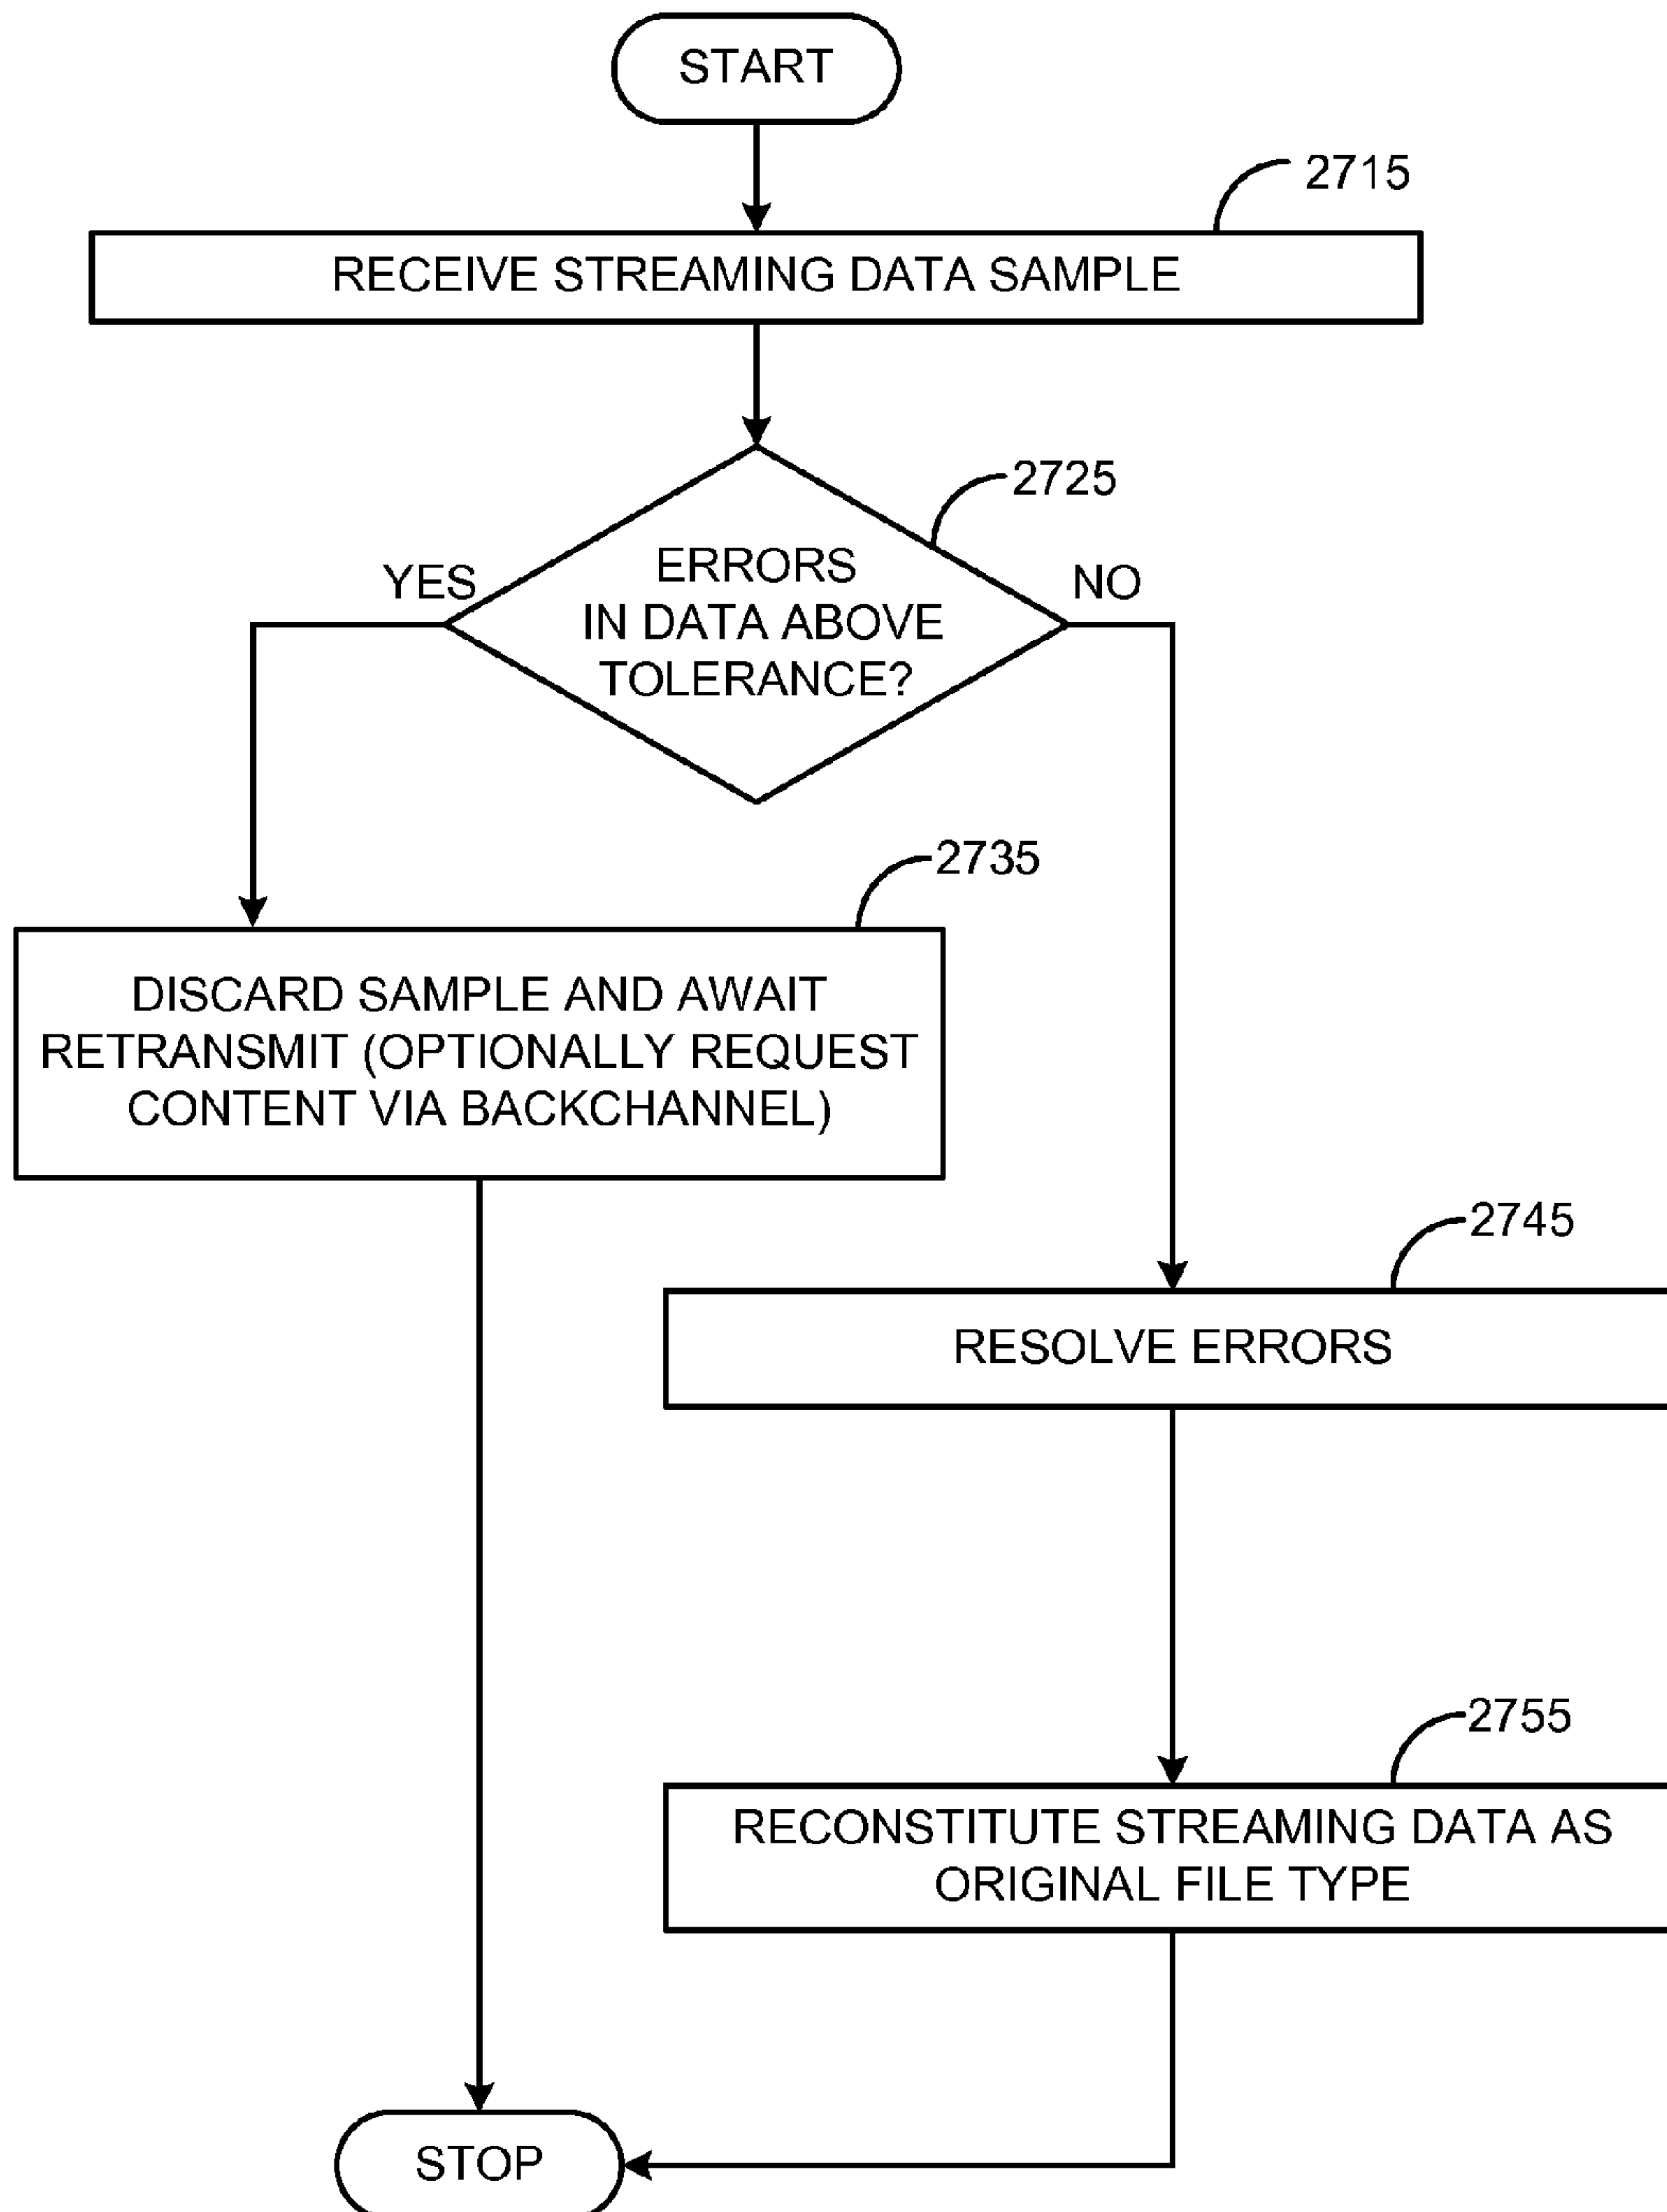 START
2715
RECEIVE STREAMING DATA SAMPLE
2725
YES
ERRORS
IN DATA ABOVE
TOLERANCE?
NO
2735
DISCARD SAMPLE AND AWAIT
RETRANSMIT (OPTIONALLY REQUEST
CONTENT VIA BACKCHANNEL)
2745
RESOLVE ERRORS
2755
RECONSTITUTE STREAMING DATA AS
ORIGINAL FILE TYPE
STOP